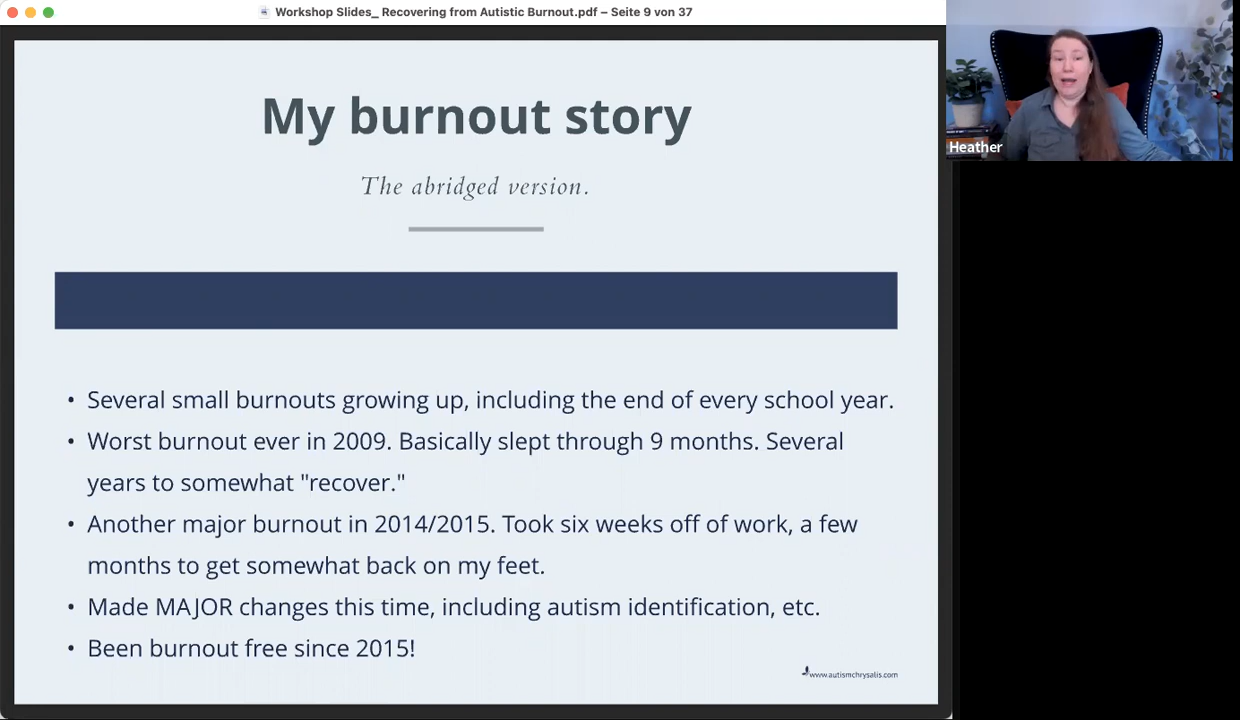 Workshop Slides_ Recovering from Autistic Burnout.pdf – Seite 9 von 37
Heather
My burnout story
The abridged version.
• Several small burnouts growing up, including the end of every school year.
• Worst burnout ever in 2009. Basically slept through 9 months. Several
years to somewhat "recover."
• Another major burnout in 2014/2015. Took six weeks off of work, a few
months to get somewhat back on my feet.
• Made MAJOR changes this time, including autism identification, etc.
• Been burnout free since 2015!
www.autismchrysalis.com